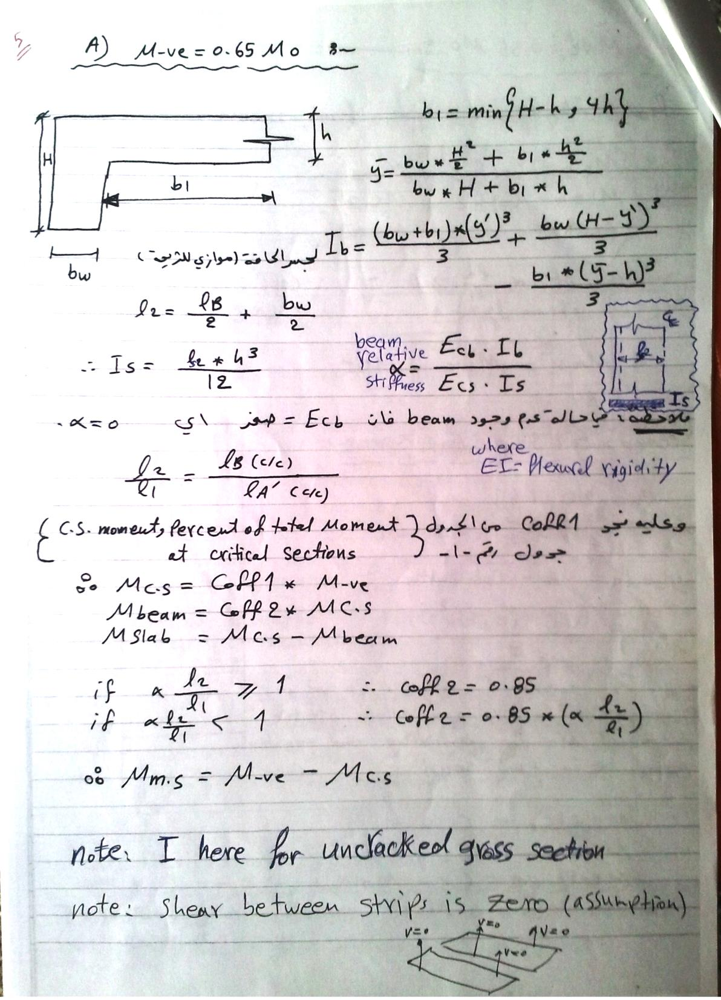 5
A) M-ve = 0.65 Mo :-
b1 = min{H-h, 4h}
h
H
b1
bw
ȳ = (bw * H²/2 + b1 * h²/2) / (bw * H + b1 * h)
Ib = (bw+b1)*(y')³/3 + bw(H-y')³/3 - b1*(ȳ-h)³/3
لجسر الحافة (موازي للشريحة)
l2 = lB/2 + bw/2
∴ Is = l2 * h³ / 12
beam relative stiffness α = Ecb . Ib / Ecs . Is
C̵L
l2
Is
ملاحظة: في حالة عدم وجود beam فان Ecb = صفر اي α = 0 .
l2/l1 = lB (c/c) / lA' (c/c)
where
EI = flexural rigidity
وعليه نجد Coff1 من الجدول { C.S. moment, Percent of total Moment
at critical sections } جدول رقم -1-
∴ MC.S = Coff1 * M-ve
Mbeam = Coff2 * MC.S
MSlab = MC.S - Mbeam
if α l2/l1 ⩾ 1 ∴ coff2 = 0.85
if α l2/l1 < 1 ∴ coff2 = 0.85 * (α l2/l1)
∴ Mm.s = M-ve - MC.S
note: I here for uncracked gross section
note: shear between strips is zero (assumption)
V=0
V=0
V=0
V=0